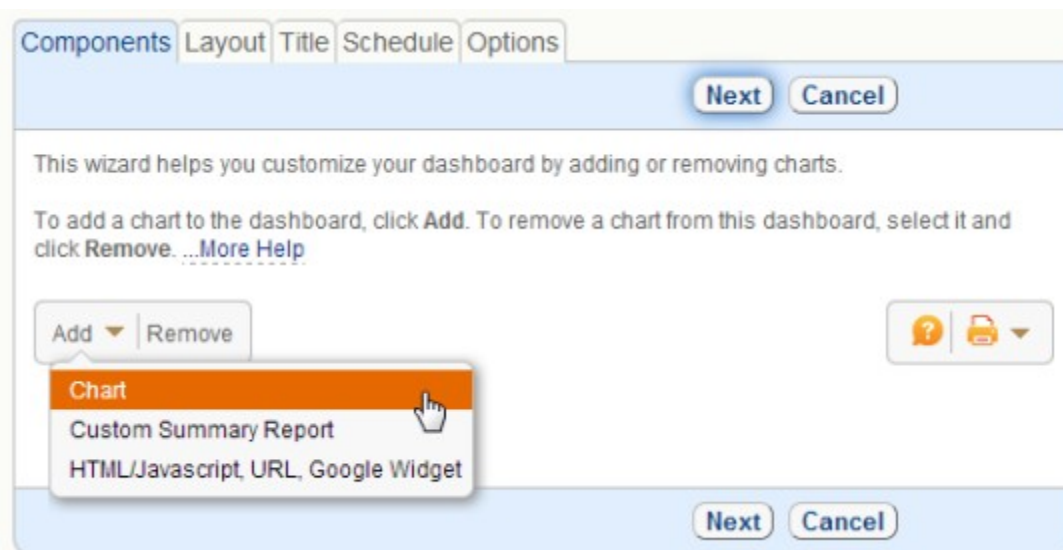 Components Layout Title Schedule Options
Next Cancel
This wizard helps you customize your dashboard by adding or removing charts.
To add a chart to the dashboard, click Add. To remove a chart from this dashboard, select it and
click Remove. ...More Help
Add Remove ?
Chart
Custom Summary Report
HTML/Javascript, URL, Google Widget
Next Cancel